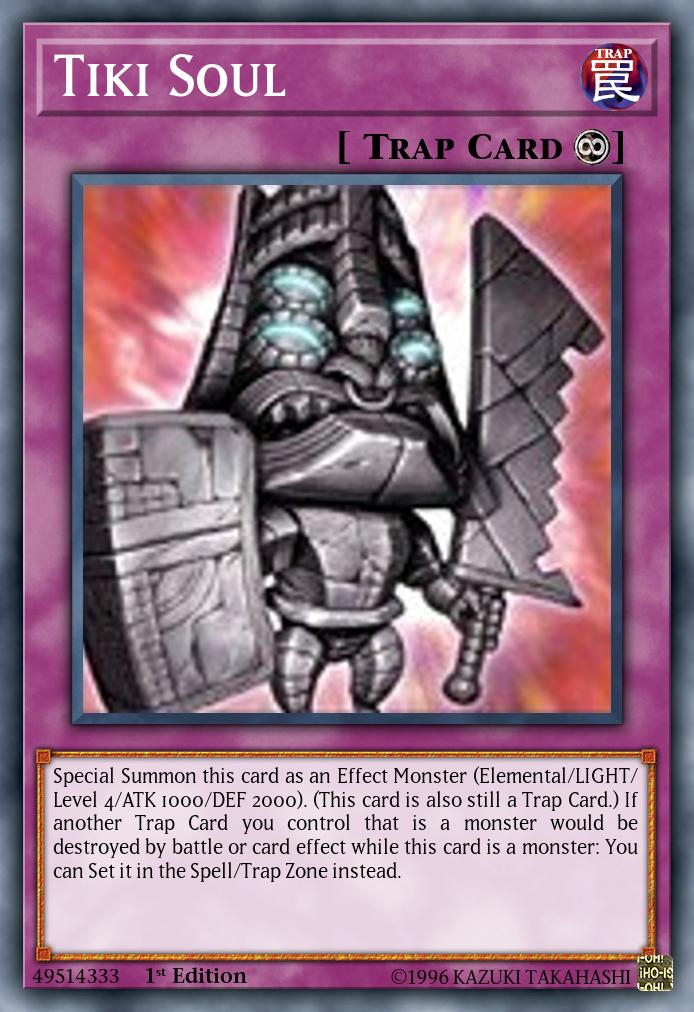 TIKI SOUL
TRAP
罠
[ TRAP CARD ]
Special Summon this card as an Effect Monster (Elemental/LIGHT/
Level 4/ATK 1000/DEF 2000). (This card is also still a Trap Card.) If
another Trap Card you control that is a monster would be
destroyed by battle or card effect while this card is a monster: You
can Set it in the Spell/Trap Zone instead.
49514333 1st Edition ©1996 KAZUKI TAKAHASHI